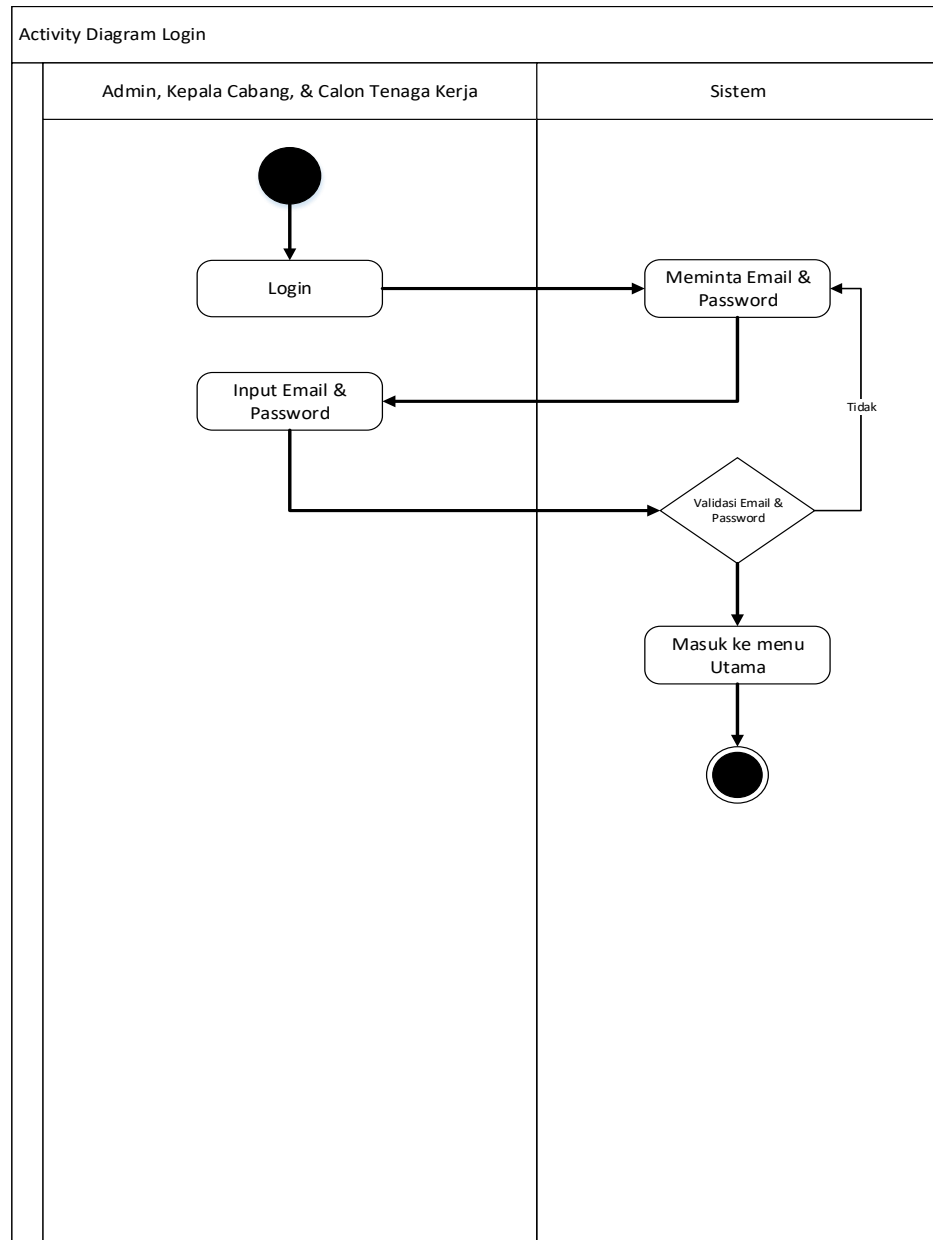 Activity Diagram Login
Admin, Kepala Cabang, & Calon Tenaga Kerja
Sistem
Login
Meminta Email &
Password
Input Email &
Password
Tidak
Validasi Email &
Password
Masuk ke menu
Utama